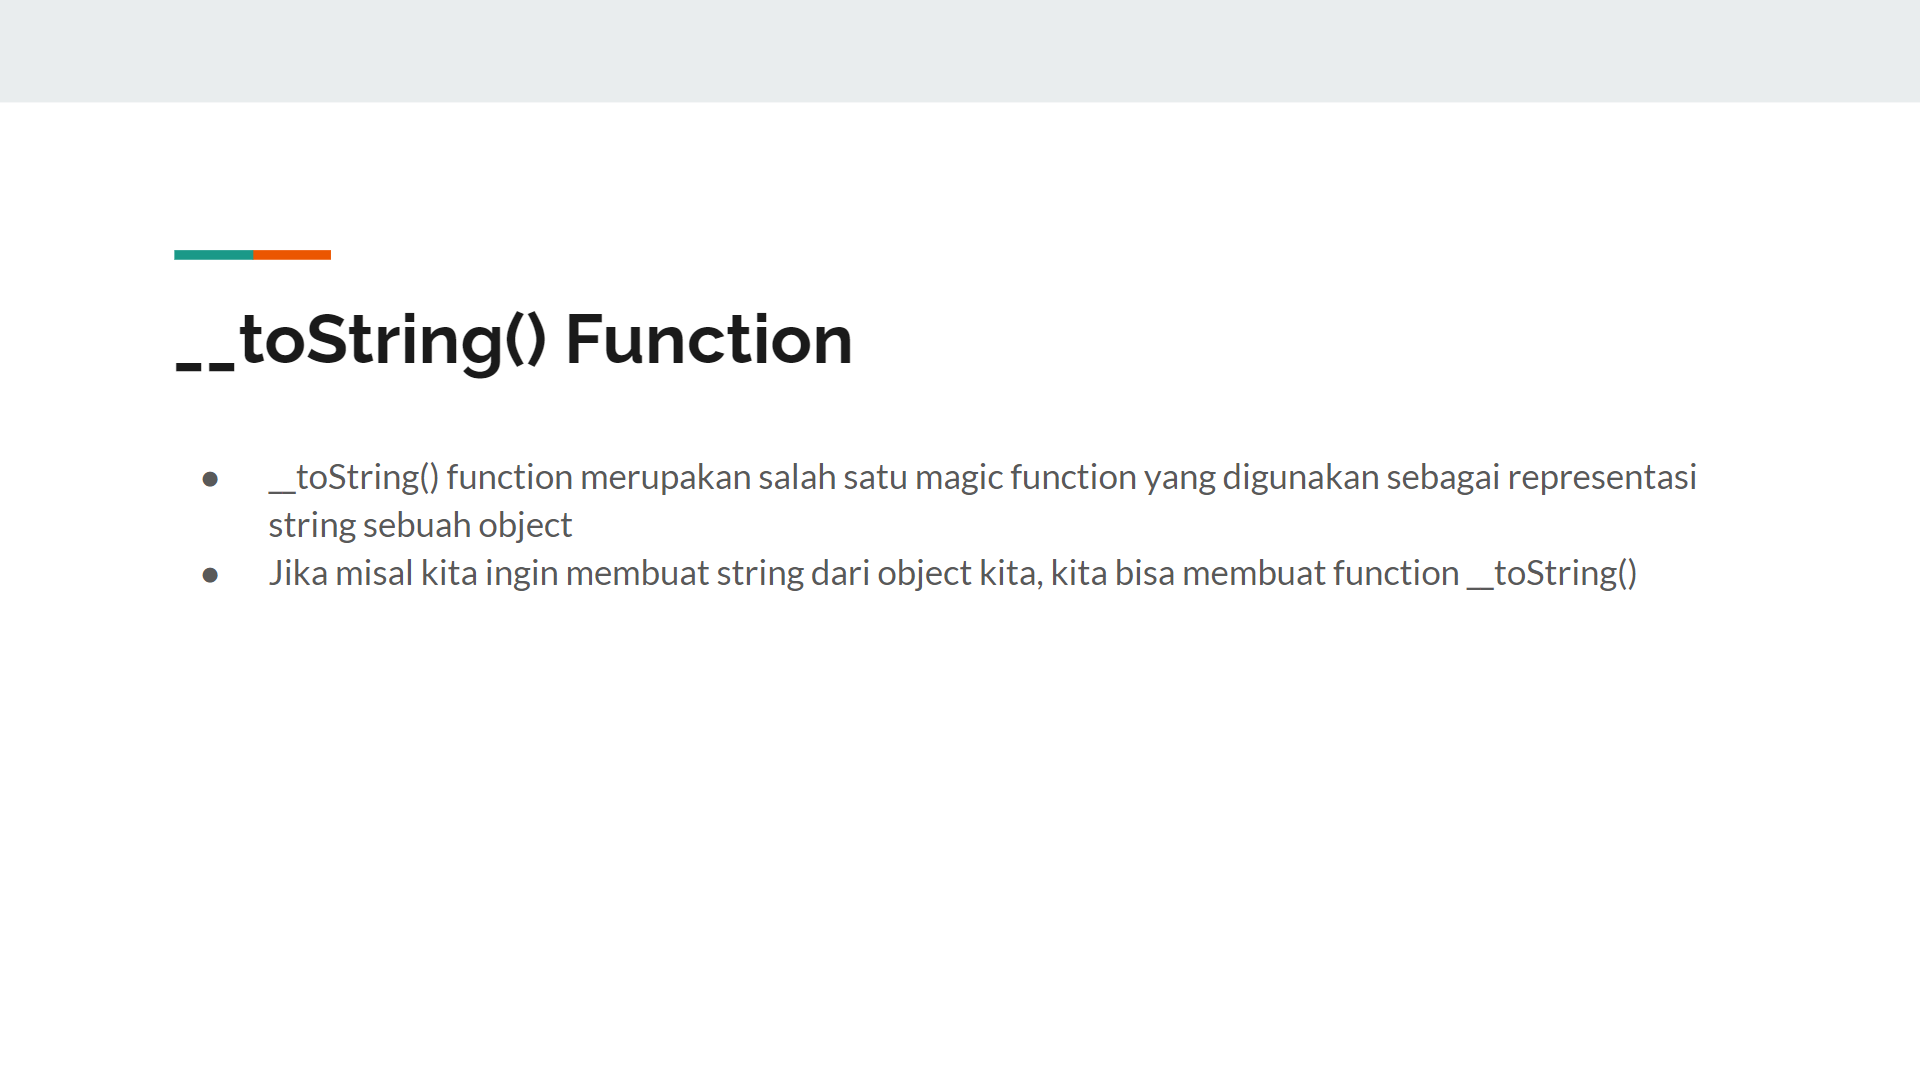 __toString() Function
● __toString() function merupakan salah satu magic function yang digunakan sebagai representasi
string sebuah object
● Jika misal kita ingin membuat string dari object kita, kita bisa membuat function __toString()